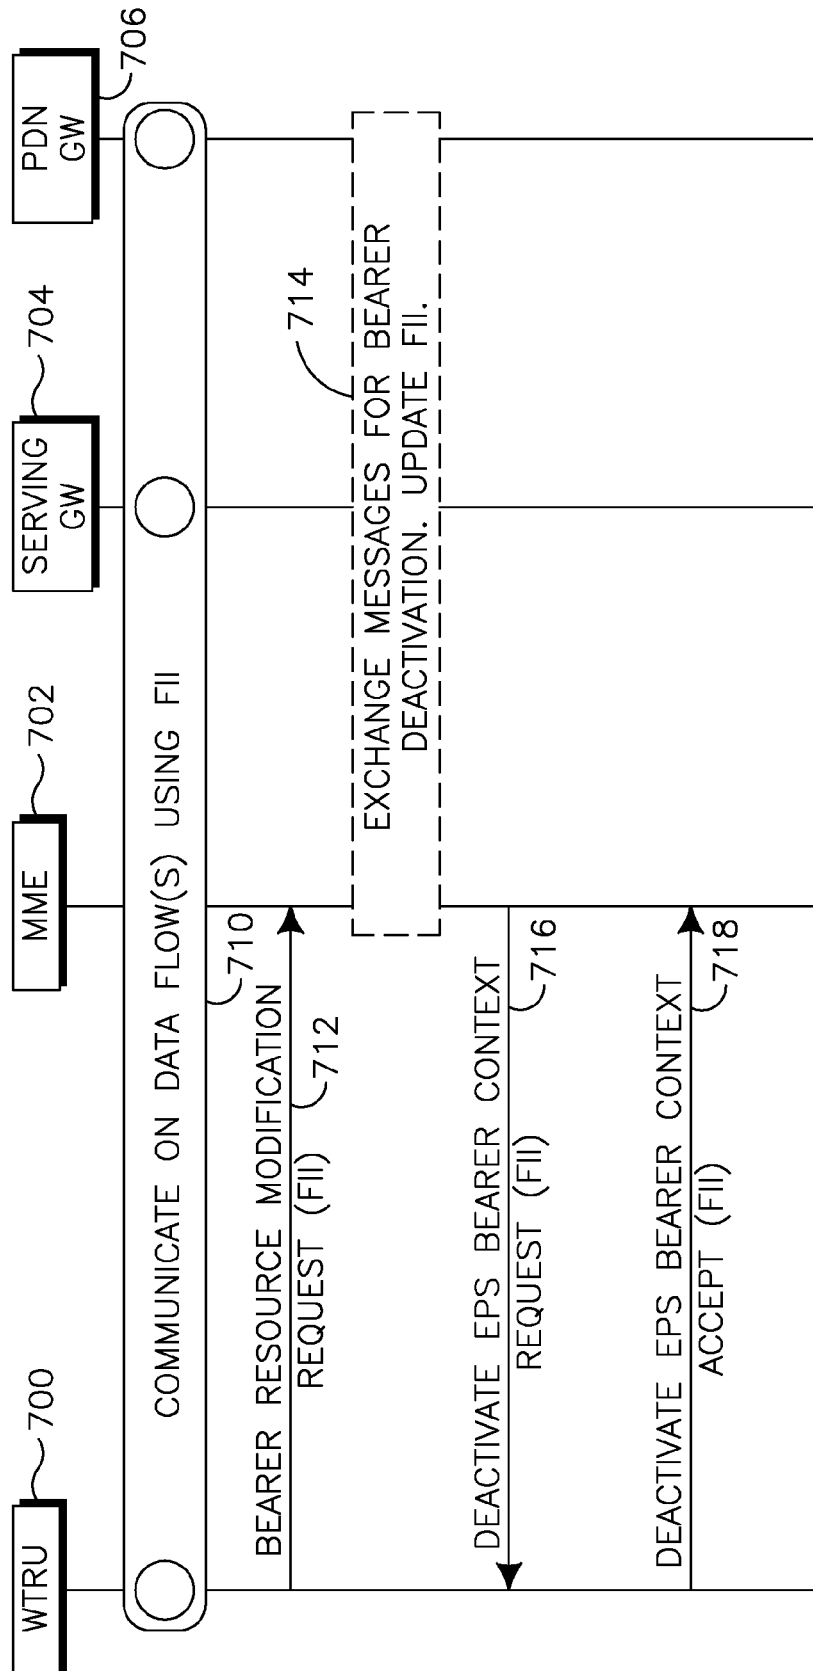 WTRU
700
MME
702
SERVING
GW
704
PDN
GW
706
COMMUNICATE ON DATA FLOW(S) USING FII
710
BEARER RESOURCE MODIFICATION
REQUEST (FII)
712
EXCHANGE MESSAGES FOR BEARER
DEACTIVATION. UPDATE FII.
714
DEACTIVATE EPS BEARER CONTEXT
REQUEST (FII)
716
DEACTIVATE EPS BEARER CONTEXT
ACCEPT (FII)
718